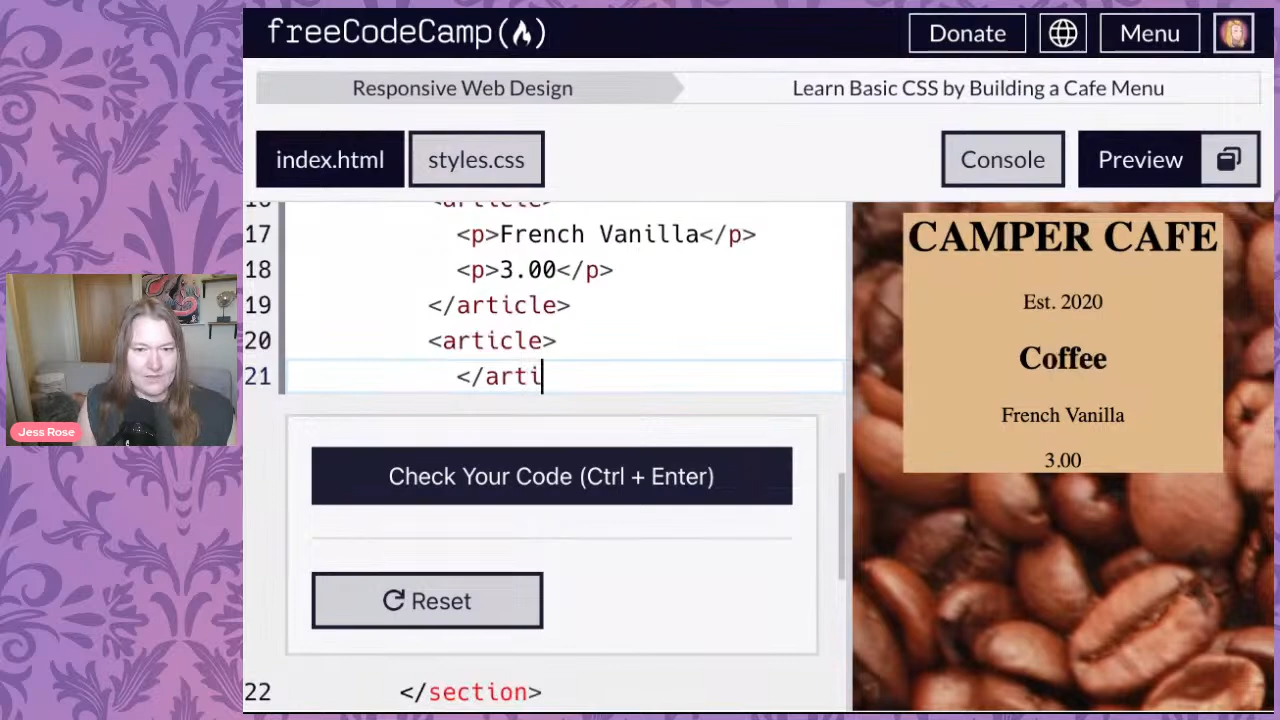 freeCodeCamp
Donate
Menu
Responsive Web Design
Learn Basic CSS by Building a Cafe Menu
index.html
styles.css
Console
Preview
16 <article>
17 <p>French Vanilla</p>
18 <p>3.00</p>
19 </article>
20 <article>
21 </arti
Check Your Code (Ctrl + Enter)
Reset
22 </section>
CAMPER CAFE
Est. 2020
Coffee
French Vanilla
3.00
Jess Rose